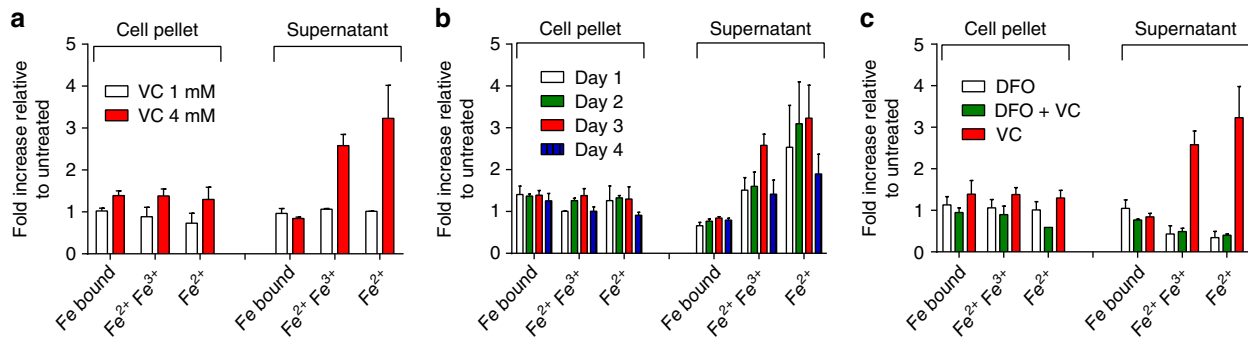 a
Cell pellet
Supernatant
Fold increase relative
to untreated
5
4
3
2
1
0
VC 1 mM
VC 4 mM
Fe bound
Fe²⁺ Fe³⁺
Fe²⁺
Fe bound
Fe²⁺ Fe³⁺
Fe²⁺
b
Cell pellet
Supernatant
Fold increase relative
to untreated
5
4
3
2
1
0
Day 1
Day 2
Day 3
Day 4
Fe bound
Fe²⁺ Fe³⁺
Fe²⁺
Fe bound
Fe²⁺ Fe³⁺
Fe²⁺
c
Cell pellet
Supernatant
Fold increase relative
to untreated
5
4
3
2
1
0
DFO
DFO + VC
VC
Fe bound
Fe²⁺ Fe³⁺
Fe²⁺
Fe bound
Fe²⁺ Fe³⁺
Fe²⁺